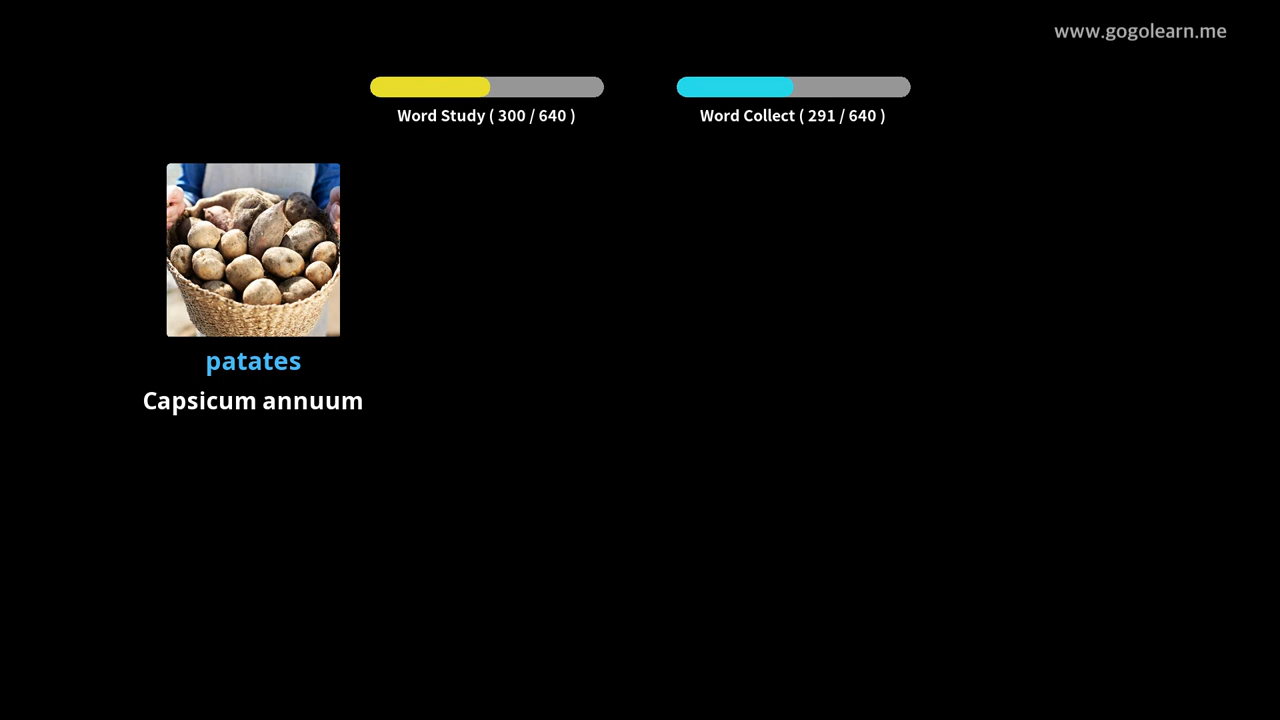 www.gogolearn.me
Word Study ( 300 / 640 )
Word Collect ( 291 / 640 )
patates
Capsicum annuum